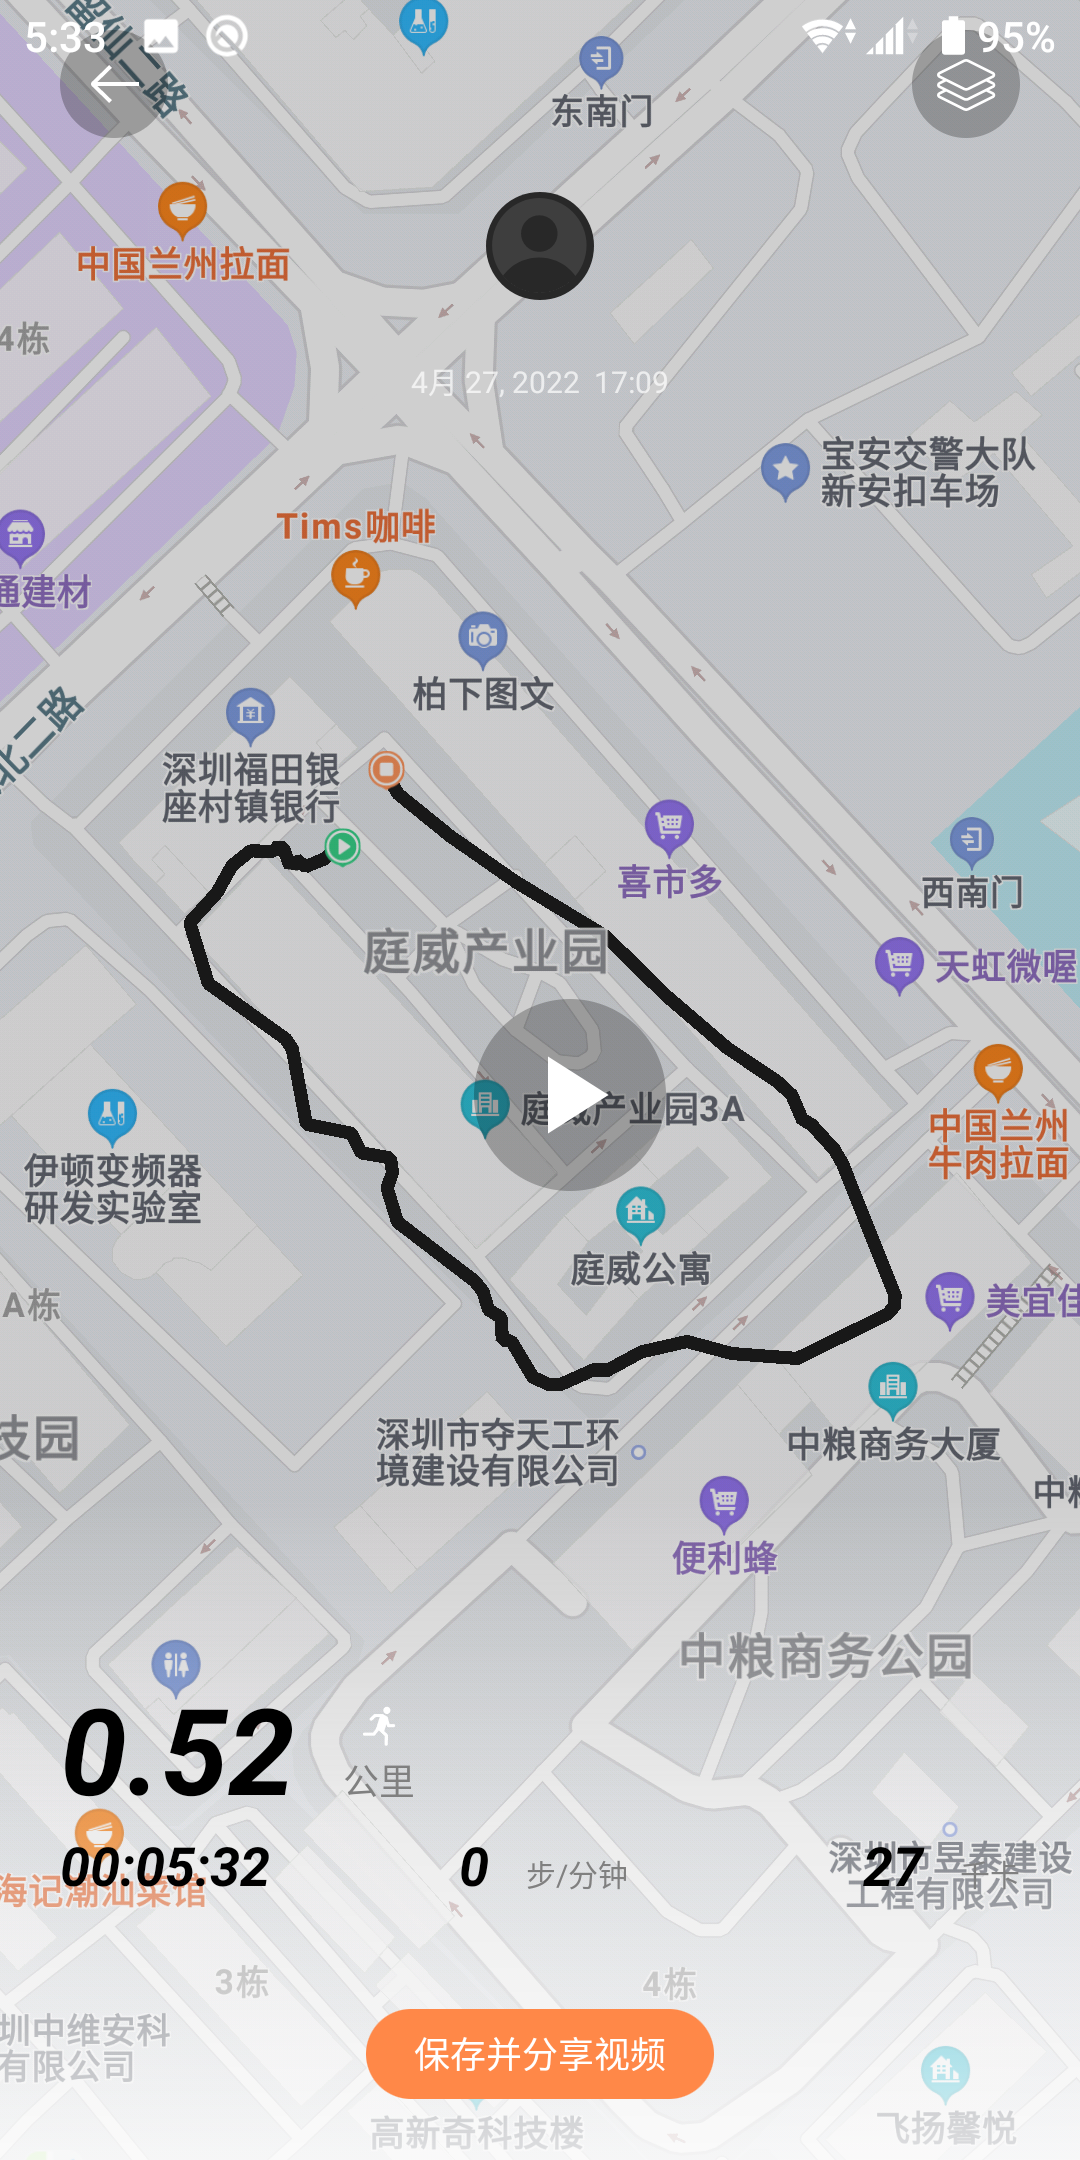 5:33
95%
东南门
中国兰州拉面
4栋
4月 27, 2022 17:09
宝安交警大队
新安扣车场
Tims咖啡
通建材
柏下图文
北二路
深圳福田银
座村镇银行
喜市多
西南门
庭威产业园
天虹微喔
庭威产业园3A
中国兰州
牛肉拉面
伊顿变频器
研发实验室
庭威公寓
A栋
美宜佳
技园
深圳市夺天工环
境建设有限公司
中粮商务大厦
中粮
便利蜂
中粮商务公园
0.52
公里
00:05:32
0 步/分钟
27 千卡
海记潮汕菜馆
深圳市昱泰建设
工程有限公司
3栋
4栋
圳中维安科
有限公司
保存并分享视频
高新奇科技楼
飞扬馨悦